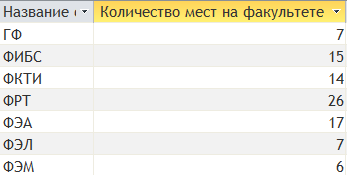 Название ф Количество мест на факультете
ГФ 7
ФИБС 15
ФКТИ 14
ФРТ 26
ФЭА 17
ФЭЛ 7
ФЭМ 6